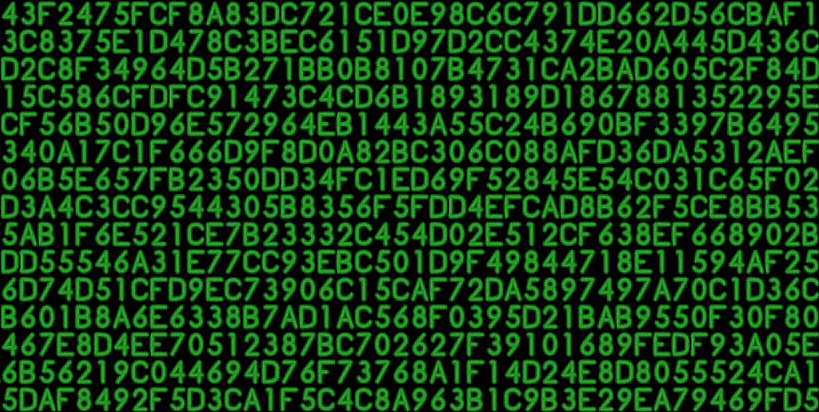 43F2475FCF8A83DC721CE0E98C6C791DD662D56CBAF1
3C8375E1D478C3BEC6151D97D2CC4374E20A445D436C
D2C8F34964D5B271BB0B8107B4731CA2BAD605C2F84D
15C586CFDFC91473C4CD6B1893189D1867881352295E
CF56B50D96E572964EB1443A55C24B690BF3397B6495
340A17C1F666D9F8D0A82BC306C088AFD36DA5312AEF
06B5E657FB2350DD34FC1ED69F52845E54C031C65F02
D3A4C3CC9544305B8356F5FDD4EFCAD8B62F5CE8BB53
5AB1F6E521CE7B23332C454D02E512CF638EF668902B
DD55546A31E77CC93EBC501D9F49844718E11594AF25
6D74D51CFD9EC73906C15CAF72DA5897497A70C1D36C
B601B8A6E6338B7AD1AC568F0395D21BAB9550F30F80
467E8D4EE70512387BC702627F39101689FEDF93A05E
6B56219C044694D76F73768A1F14D24E8D8055524CA1
5DAF8492F5D3CA1F5C4C8A963B1C9B3E29EA79469FD5